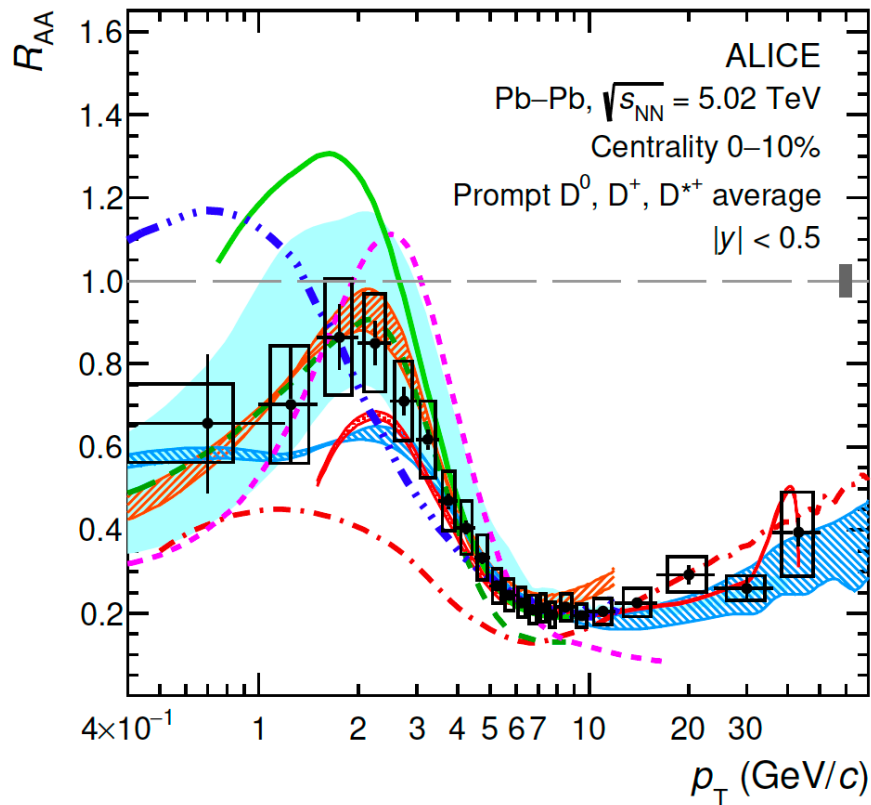 R_AA
1.6
1.4
1.2
1.0
0.8
0.6
0.4
0.2
ALICE
Pb–Pb, √s_NN = 5.02 TeV
Centrality 0–10%
Prompt D⁰, D⁺, D*⁺ average
|y| < 0.5
4×10⁻¹ 1 2 3 4 5 6 7 10 20 30
p_T (GeV/c)